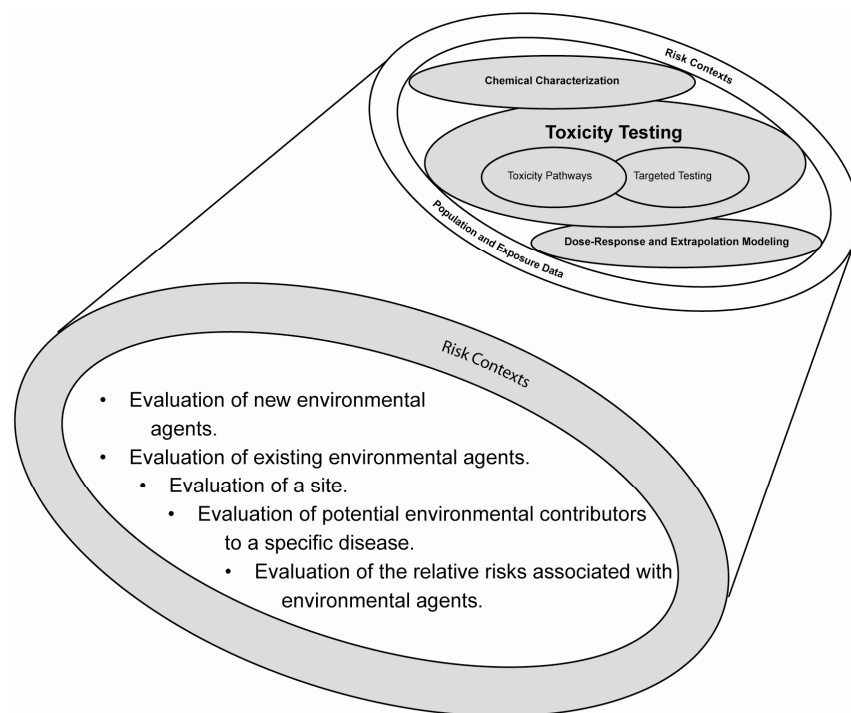 Risk Contexts
Chemical Characterization
Toxicity Testing
Toxicity Pathways
Targeted Testing
Dose-Response and Extrapolation Modeling
Population and Exposure Data
Risk Contexts
• Evaluation of new environmental
agents.
• Evaluation of existing environmental agents.
• Evaluation of a site.
• Evaluation of potential environmental contributors
to a specific disease.
• Evaluation of the relative risks associated with
environmental agents.